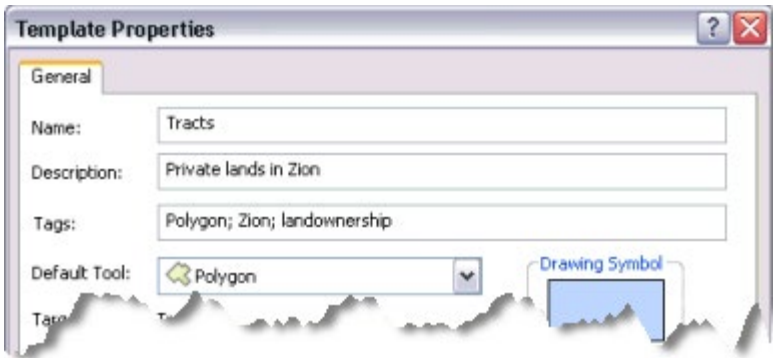 Template Properties
General
Name: Tracts
Description: Private lands in Zion
Tags: Polygon; Zion; landownership
Default Tool: Polygon
Drawing Symbol